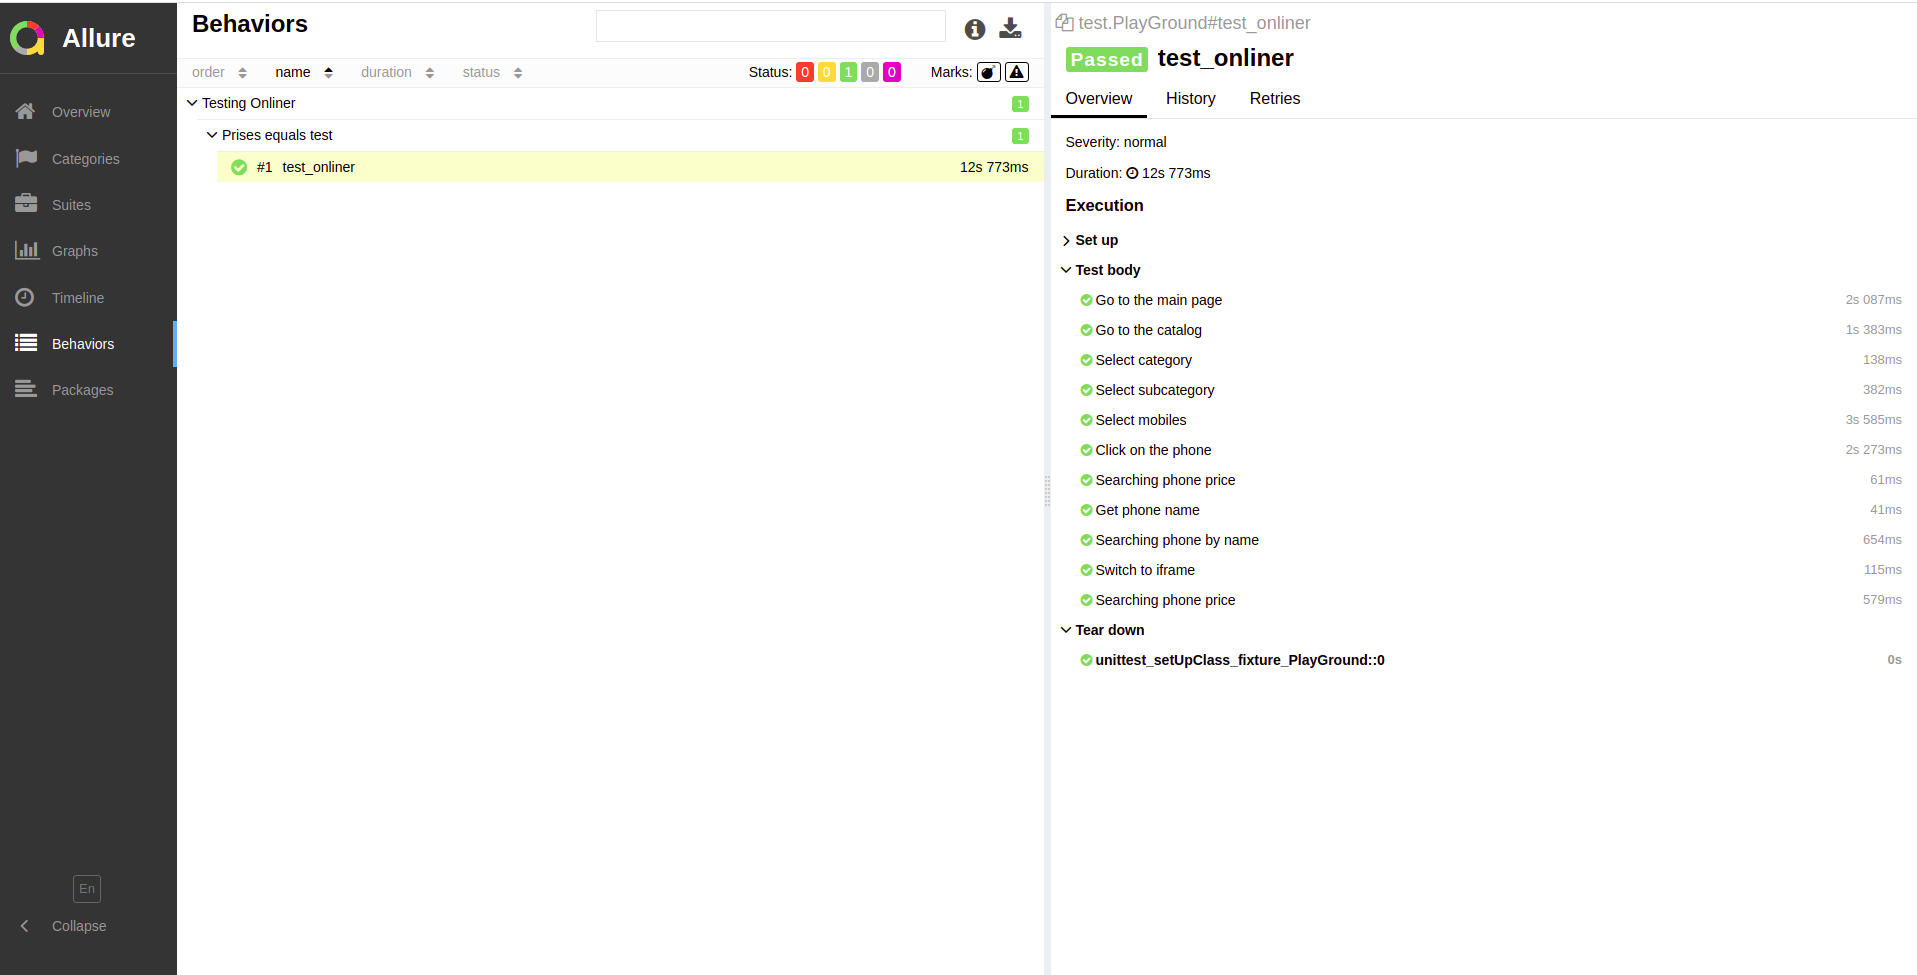 Allure
Overview
Categories
Suites
Graphs
Timeline
Behaviors
Packages
En
Collapse
Behaviors
order name duration status Status: 0 0 1 0 0 Marks:
Testing Onliner 1
Prises equals test 1
#1 test_onliner 12s 773ms
test.PlayGround#test_onliner
Passed test_onliner
Overview History Retries
Severity: normal
Duration: 12s 773ms
Execution
Set up
Test body
Go to the main page 2s 087ms
Go to the catalog 1s 383ms
Select category 138ms
Select subcategory 382ms
Select mobiles 3s 585ms
Click on the phone 2s 273ms
Searching phone price 61ms
Get phone name 41ms
Searching phone by name 654ms
Switch to iframe 115ms
Searching phone price 579ms
Tear down
unittest_setUpClass_fixture_PlayGround::0 0s